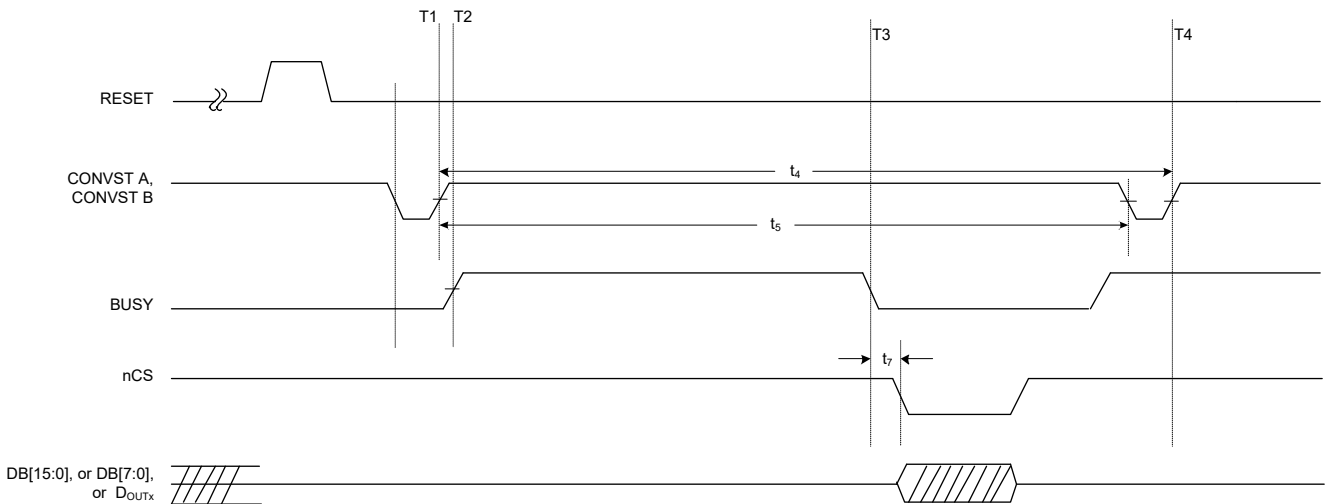 T1 T2
T3
T4
RESET
t₄
CONVST A,
CONVST B
t₅
BUSY
t₇
nCS
DB[15:0], or DB[7:0],
or D_OUTx